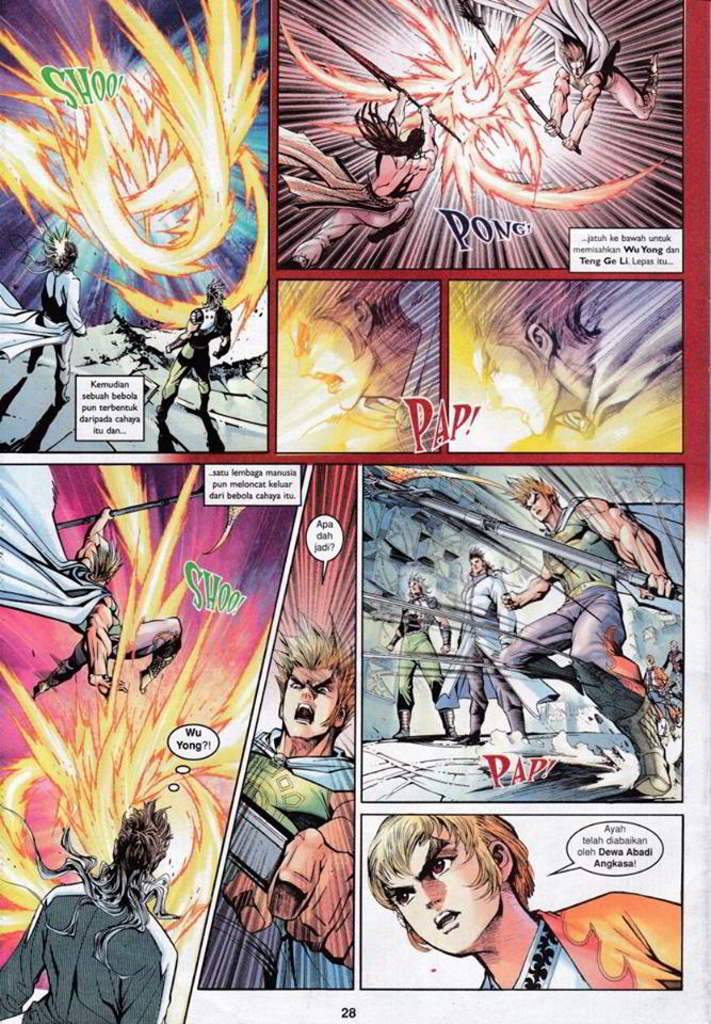 SHOO!
Kemudian
sebuah bebola
pun terbentuk
daripada cahaya
itu dan...
PONG!
...jatuh ke bawah untuk
memisahkan Wu Yong dan
Teng Ge Li. Lepas itu...
PAP!
..satu lembaga manusia
pun meloncat keluar
dari bebola cahaya itu.
SHOO!
Wu
Yong?!
Apa
dah
jadi?
PAP!
Ayah
telah diabaikan
oleh Dewa Abadi
Angkasa!
28